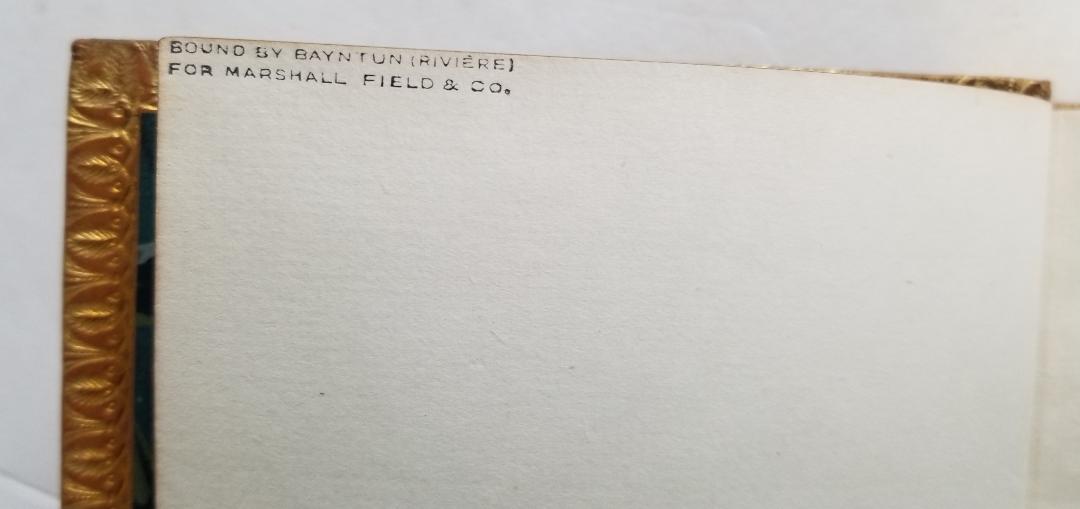 BOUND BY BAYNTUN (RIVIÈRE)
FOR MARSHALL FIELD & CO.